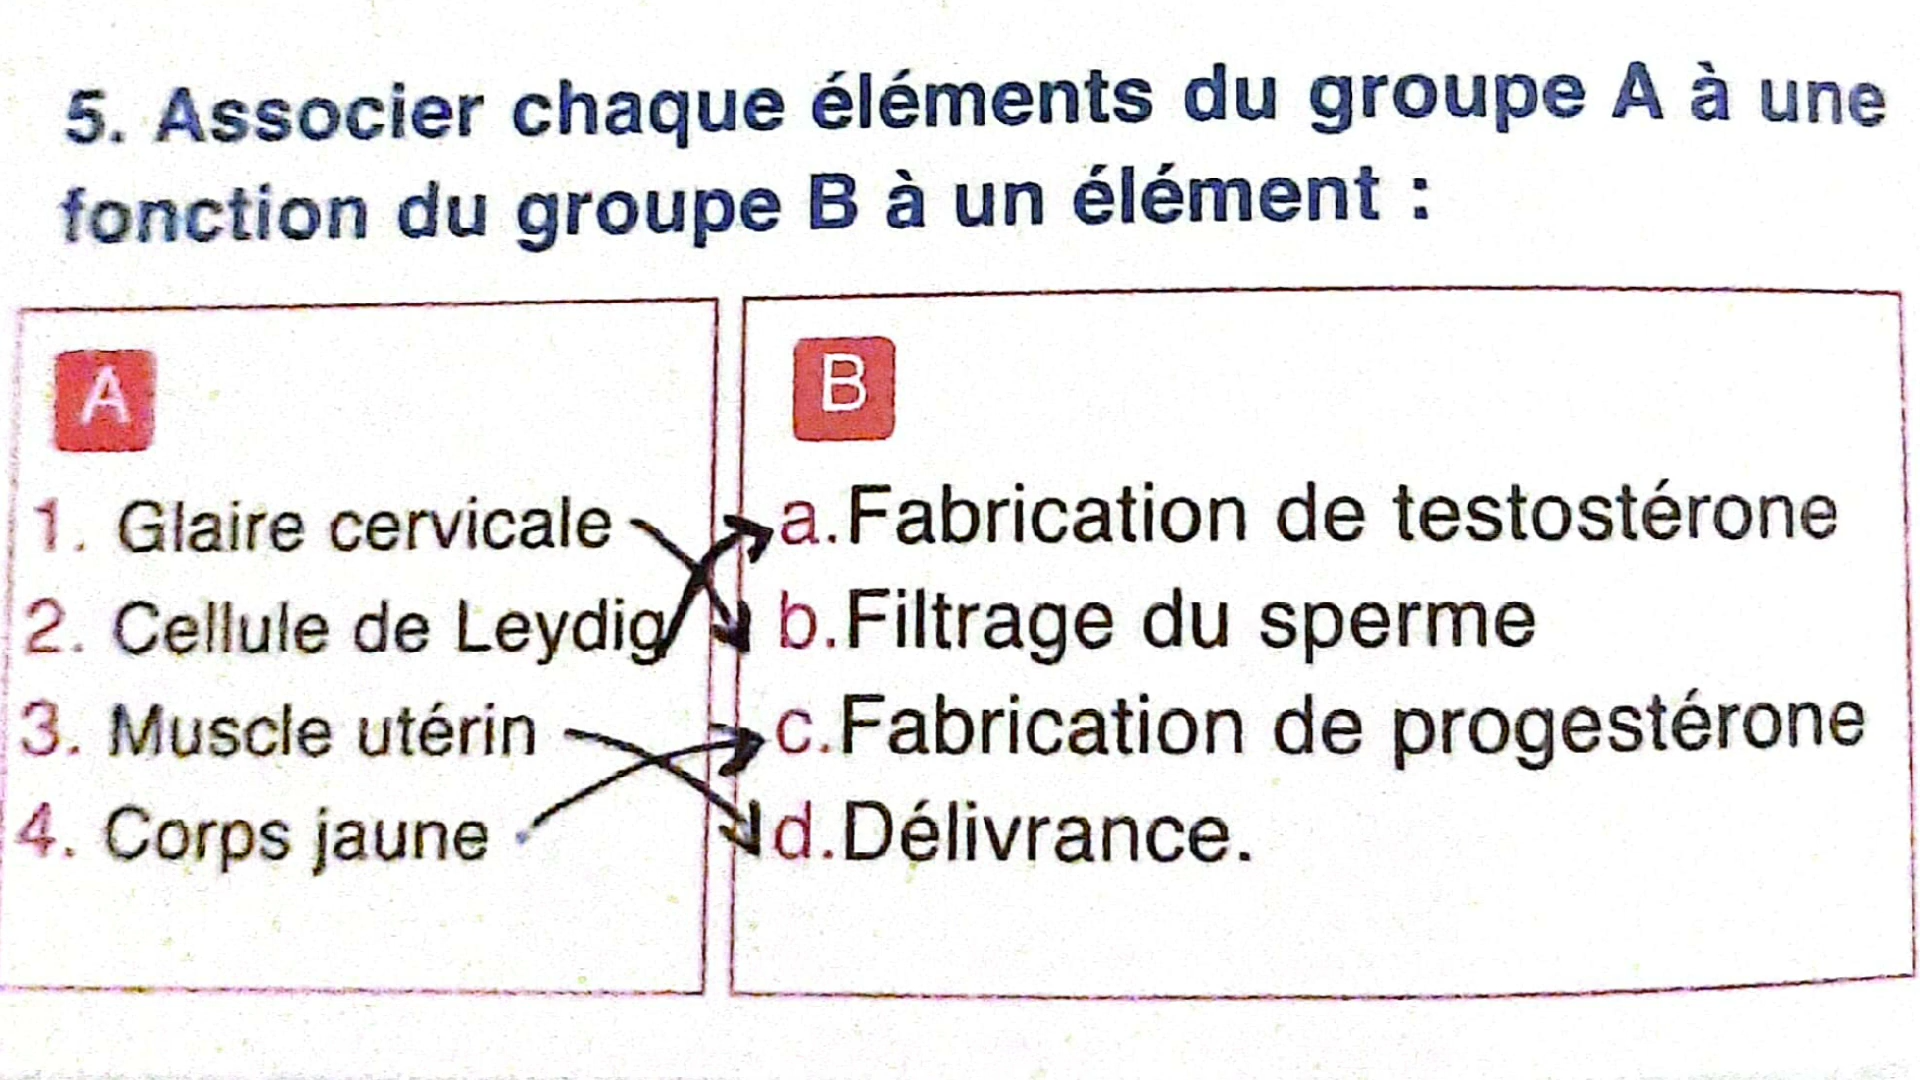 5. Associer chaque éléments du groupe A à une
fonction du groupe B à un élément :
A
1. Glaire cervicale
2. Cellule de Leydig
3. Muscle utérin
4. Corps jaune
B
a.Fabrication de testostérone
b.Filtrage du sperme
c.Fabrication de progestérone
d.Délivrance.